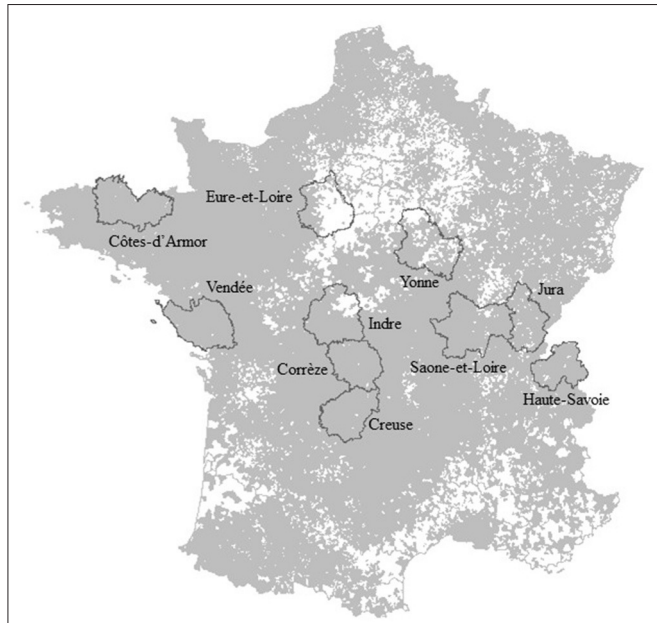 Eure-et-Loire
Côtes-d'Armor
Yonne
Vendée
Jura
Indre
Corrèze
Saone-et-Loire
Haute-Savoie
Creuse